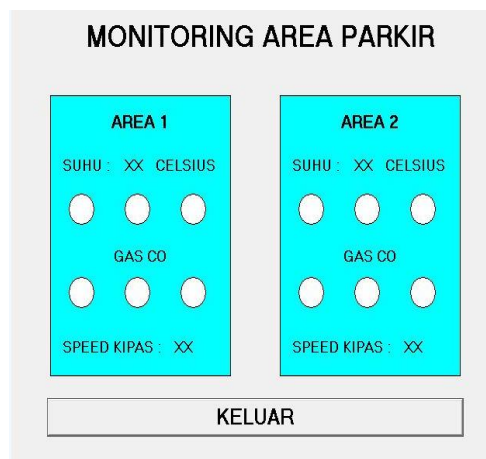 MONITORING AREA PARKIR
AREA 1
SUHU : XX CELSIUS
GAS CO
SPEED KIPAS : XX
AREA 2
SUHU : XX CELSIUS
GAS CO
SPEED KIPAS : XX
KELUAR